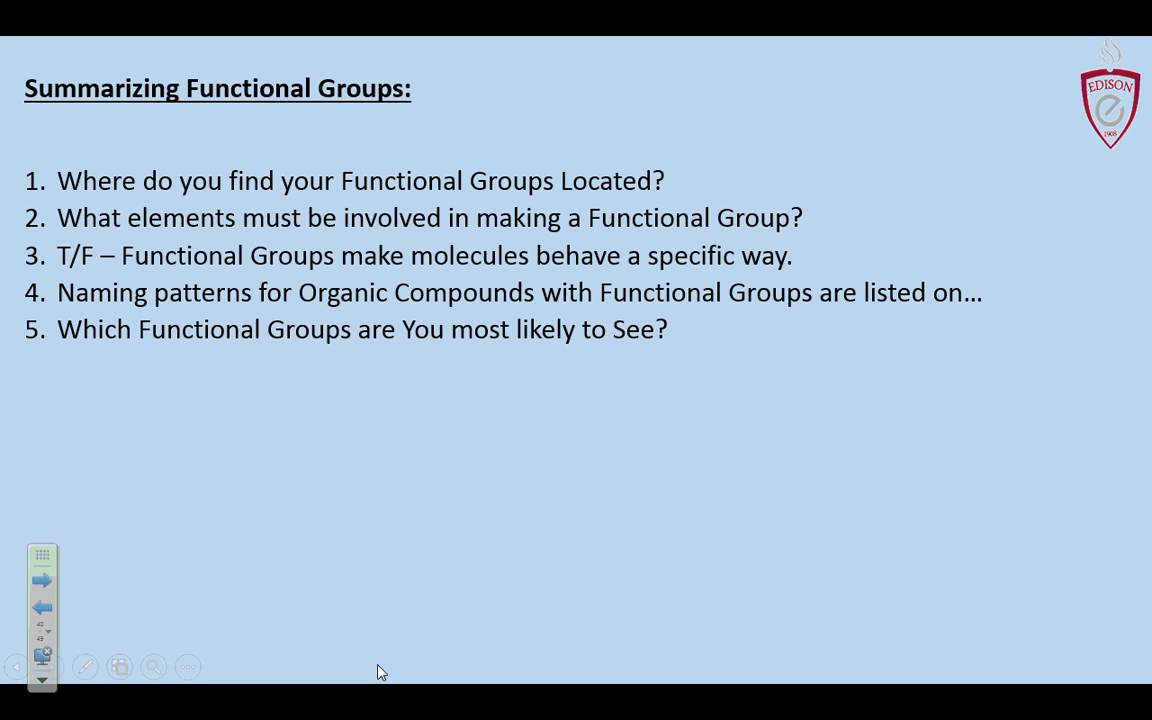 Summarizing Functional Groups:
EDISON
e
1908
1. Where do you find your Functional Groups Located?
2. What elements must be involved in making a Functional Group?
3. T/F – Functional Groups make molecules behave a specific way.
4. Naming patterns for Organic Compounds with Functional Groups are listed on...
5. Which Functional Groups are You most likely to See?